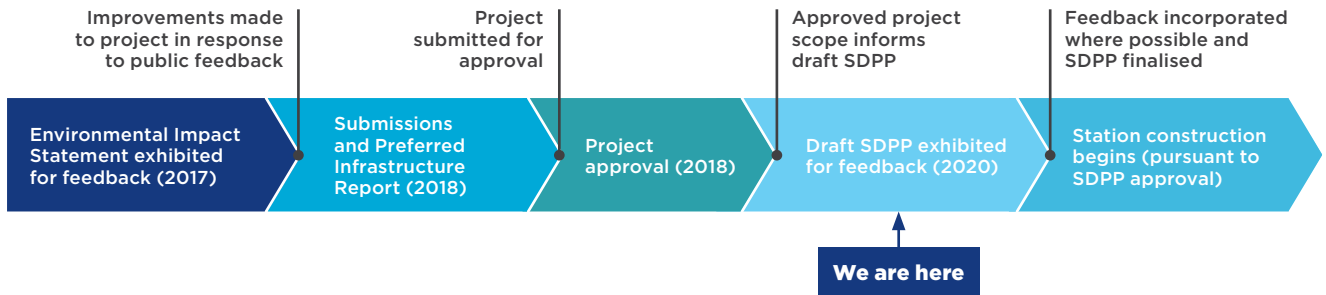 Improvements made
to project in response
to public feedback
Project
submitted for
approval
Approved project
scope informs
draft SDPP
Feedback incorporated
where possible and
SDPP finalised
Environmental Impact
Statement exhibited
for feedback (2017)
Submissions
and Preferred
Infrastructure
Report (2018)
Project
approval (2018)
Draft SDPP exhibited
for feedback (2020)
Station construction
begins (pursuant to
SDPP approval)
We are here